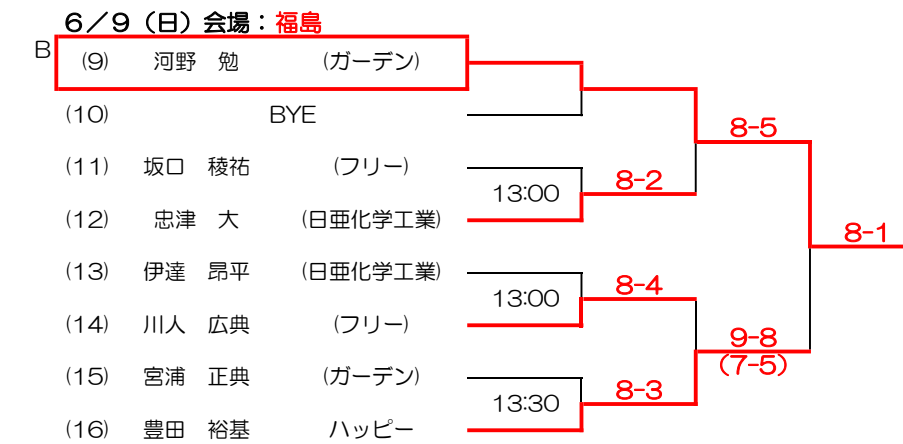 6／9（日）会場：福島
B
(9) 河野 勉 (ガーデン)
(10) BYE
8-5
(11) 坂口 稜祐 (フリー)
13:00 8-2
(12) 忠津 大 (日亜化学工業)
8-1
(13) 伊達 昂平 (日亜化学工業)
13:00 8-4
(14) 川人 広典 (フリー)
9-8
(7-5)
(15) 宮浦 正典 (ガーデン)
13:30 8-3
(16) 豊田 裕基 ハッピー